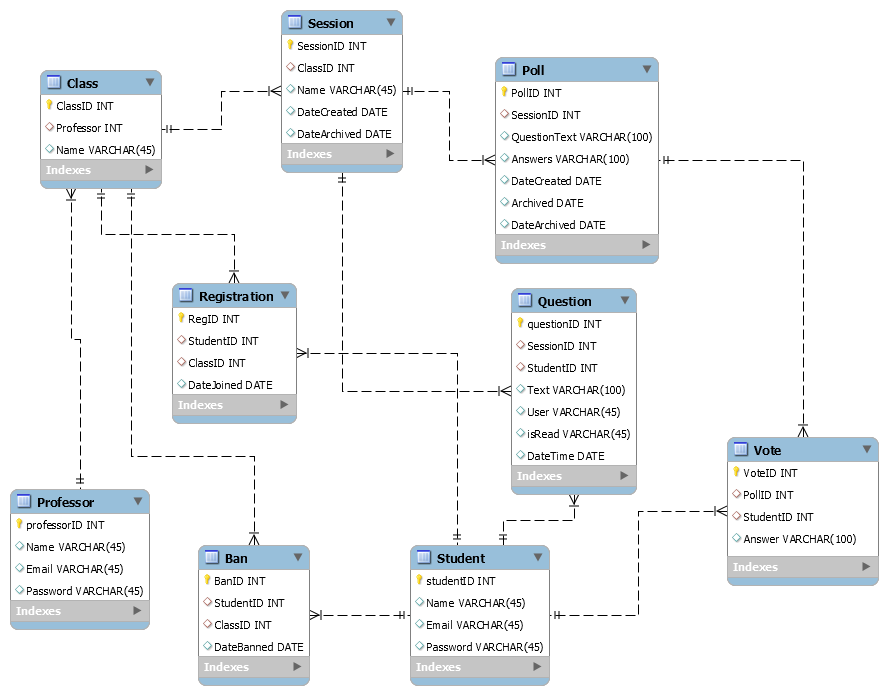 Session
SessionID INT
ClassID INT
Name VARCHAR(45)
DateCreated DATE
DateArchived DATE
Indexes
Class
ClassID INT
Professor INT
Name VARCHAR(45)
Indexes
Poll
PollID INT
SessionID INT
QuestionText VARCHAR(100)
Answers VARCHAR(100)
DateCreated DATE
Archived DATE
DateArchived DATE
Indexes
Registration
RegID INT
StudentID INT
ClassID INT
DateJoined DATE
Indexes
Question
questionID INT
SessionID INT
StudentID INT
Text VARCHAR(100)
User VARCHAR(45)
isRead VARCHAR(45)
DateTime DATE
Indexes
Vote
VoteID INT
PollID INT
StudentID INT
Answer VARCHAR(100)
Indexes
Professor
professorID INT
Name VARCHAR(45)
Email VARCHAR(45)
Password VARCHAR(45)
Indexes
Ban
BanID INT
StudentID INT
ClassID INT
DateBanned DATE
Indexes
Student
studentID INT
Name VARCHAR(45)
Email VARCHAR(45)
Password VARCHAR(45)
Indexes